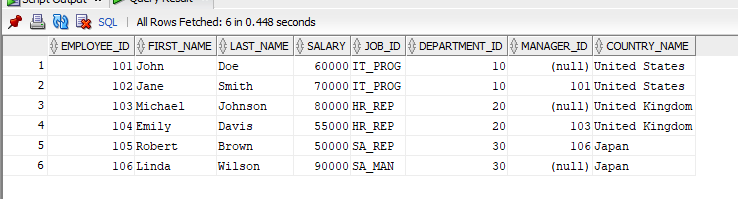 Script Output Query Result
SQL | All Rows Fetched: 6 in 0.448 seconds
EMPLOYEE_ID FIRST_NAME LAST_NAME SALARY JOB_ID DEPARTMENT_ID MANAGER_ID COUNTRY_NAME
1 101 John Doe 60000 IT_PROG 10 (null) United States
2 102 Jane Smith 70000 IT_PROG 10 101 United States
3 103 Michael Johnson 80000 HR_REP 20 (null) United Kingdom
4 104 Emily Davis 55000 HR_REP 20 103 United Kingdom
5 105 Robert Brown 50000 SA_REP 30 106 Japan
6 106 Linda Wilson 90000 SA_MAN 30 (null) Japan